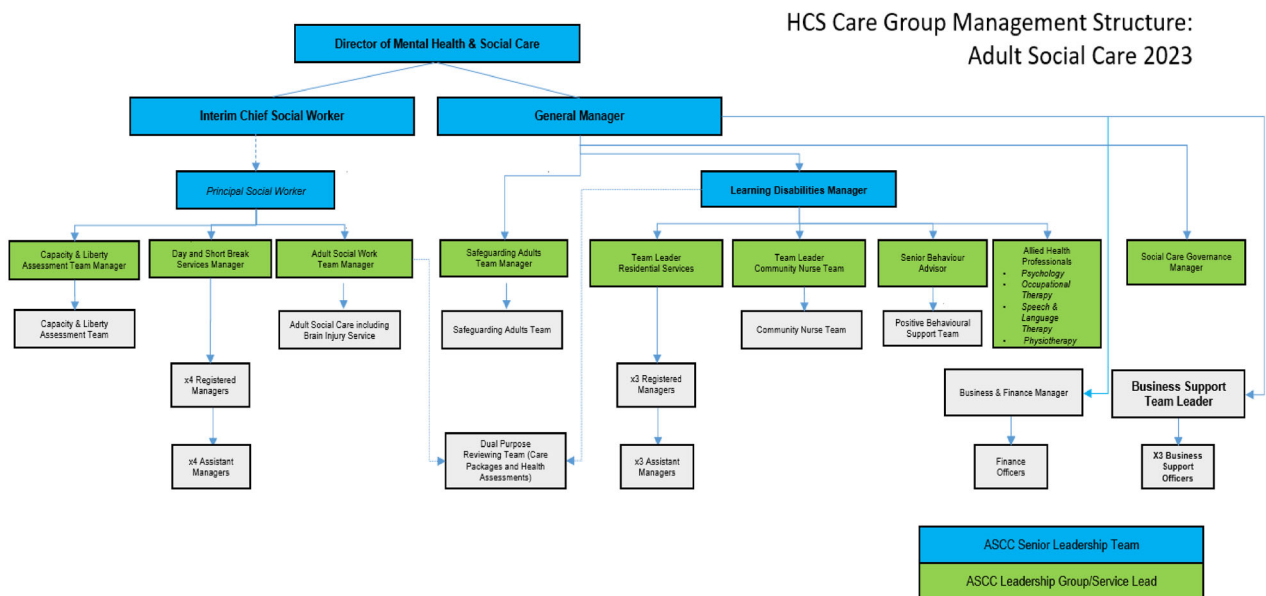 HCS Care Group Management Structure:
Adult Social Care 2023
Director of Mental Health & Social Care
Interim Chief Social Worker
General Manager
Principal Social Worker
Learning Disabilities Manager
Capacity & Liberty
Assessment Team Manager
Day and Short Break
Services Manager
Adult Social Work
Team Manager
Safeguarding Adults
Team Manager
Team Leader
Residential Services
Team Leader
Community Nurse Team
Senior Behaviour
Advisor
Allied Health
Professionals
• Psychology
• Occupational
Therapy
• Speech &
Language
Therapy
• Physiotherapy
Social Care Governance
Manager
Capacity & Liberty
Assessment Team
Adult Social Care including
Brain Injury Service
Safeguarding Adults Team
Community Nurse Team
Positive Behavioural
Support Team
x4 Registered
Managers
x3 Registered
Managers
Business & Finance Manager
Business Support
Team Leader
x4 Assistant
Managers
Dual Purpose
Reviewing Team (Care
Packages and Health
Assessments)
x3 Assistant
Managers
Finance
Officers
X3 Business
Support
Officers
ASCC Senior Leadership Team
ASCC Leadership Group/Service Lead